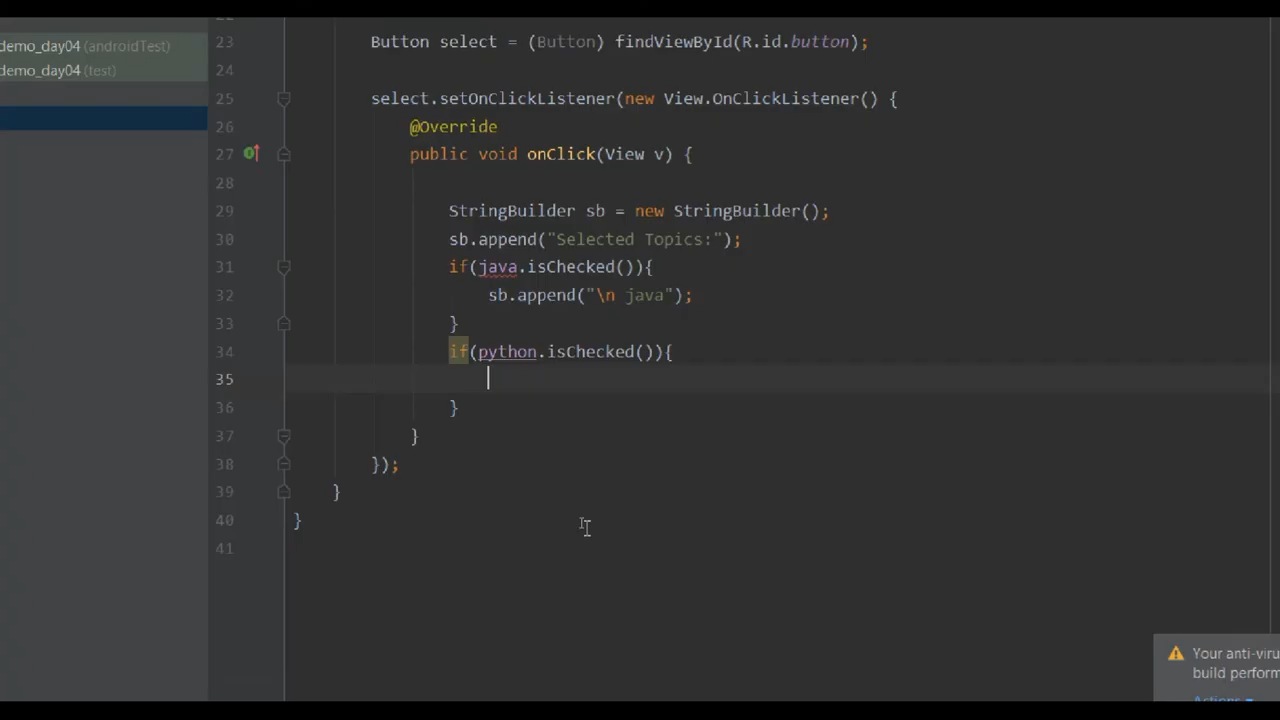 demo_day04 (androidTest)
demo_day04 (test)
23 Button select = (Button) findViewById(R.id.button);
24
25 select.setOnClickListener(new View.OnClickListener() {
26 @Override
27 public void onClick(View v) {
28
29 StringBuilder sb = new StringBuilder();
30 sb.append("Selected Topics:");
31 if(java.isChecked()){
32 sb.append("\n java");
33 }
34 if(python.isChecked()){
35
36 }
37 }
38 });
39 }
40 }
41
Your anti-viru
build perform